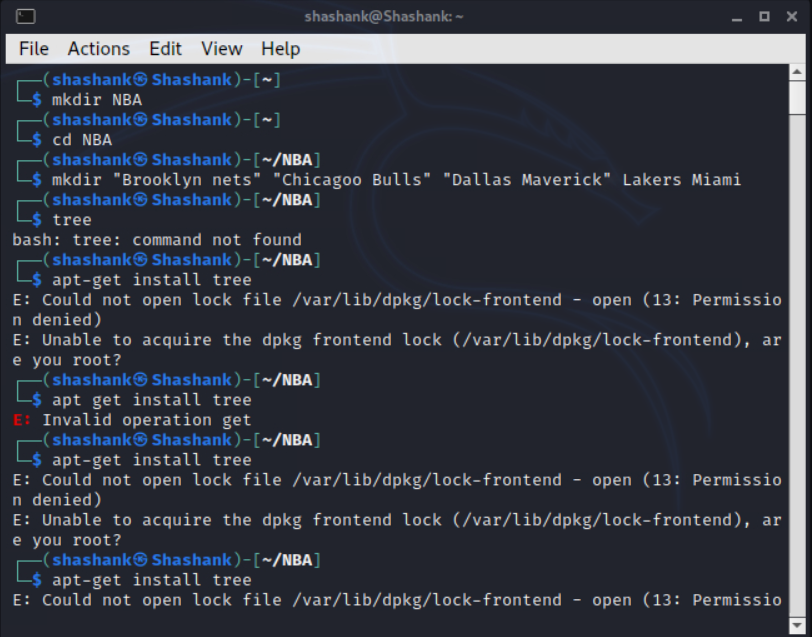 shashank@Shashank: ~
File Actions Edit View Help
┌──(shashank㉿Shashank)-[~]
└─$ mkdir NBA
┌──(shashank㉿Shashank)-[~]
└─$ cd NBA
┌──(shashank㉿Shashank)-[~/NBA]
└─$ mkdir "Brooklyn nets" "Chicagoo Bulls" "Dallas Maverick" Lakers Miami
┌──(shashank㉿Shashank)-[~/NBA]
└─$ tree
bash: tree: command not found
┌──(shashank㉿Shashank)-[~/NBA]
└─$ apt-get install tree
E: Could not open lock file /var/lib/dpkg/lock-frontend - open (13: Permissio
n denied)
E: Unable to acquire the dpkg frontend lock (/var/lib/dpkg/lock-frontend), ar
e you root?
┌──(shashank㉿Shashank)-[~/NBA]
└─$ apt get install tree
E: Invalid operation get
┌──(shashank㉿Shashank)-[~/NBA]
└─$ apt-get install tree
E: Could not open lock file /var/lib/dpkg/lock-frontend - open (13: Permissio
n denied)
E: Unable to acquire the dpkg frontend lock (/var/lib/dpkg/lock-frontend), ar
e you root?
┌──(shashank㉿Shashank)-[~/NBA]
└─$ apt-get install tree
E: Could not open lock file /var/lib/dpkg/lock-frontend - open (13: Permissio